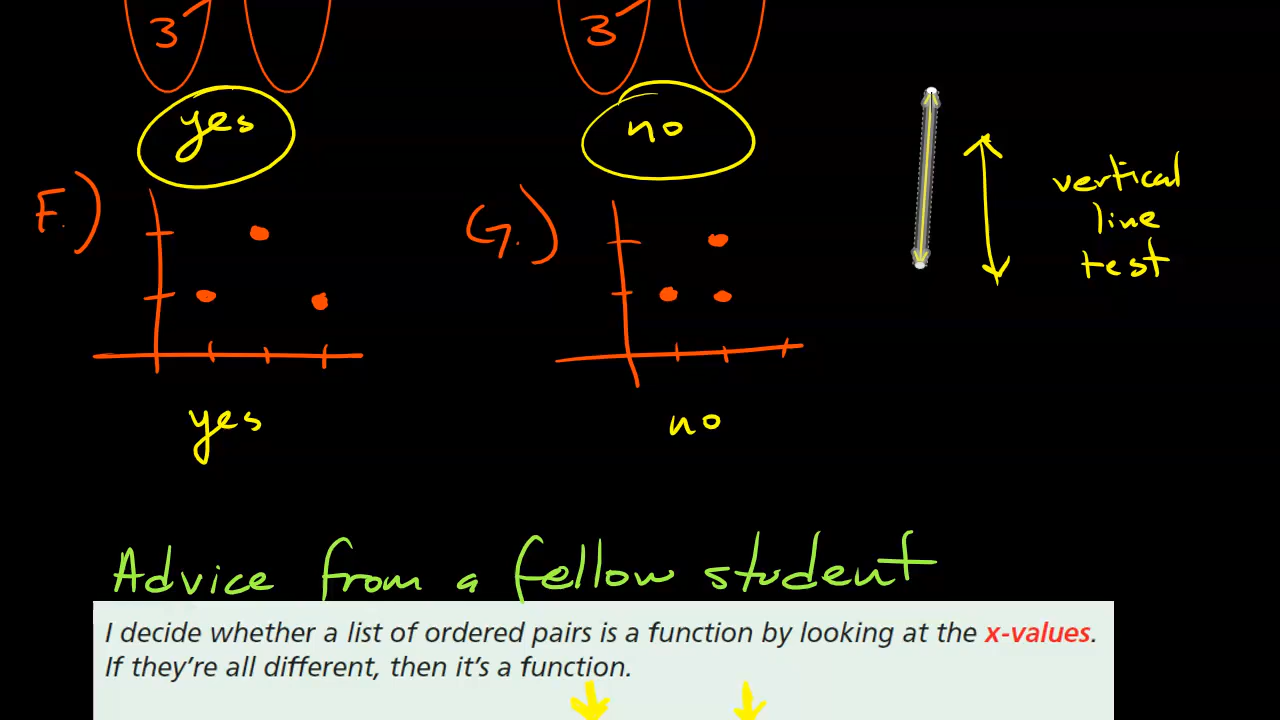 3
3
yes
no
F.)
G.)
vertical
line
test
yes
no
Advice from a fellow student
I decide whether a list of ordered pairs is a function by looking at the x-values.
If they're all different, then it's a function.